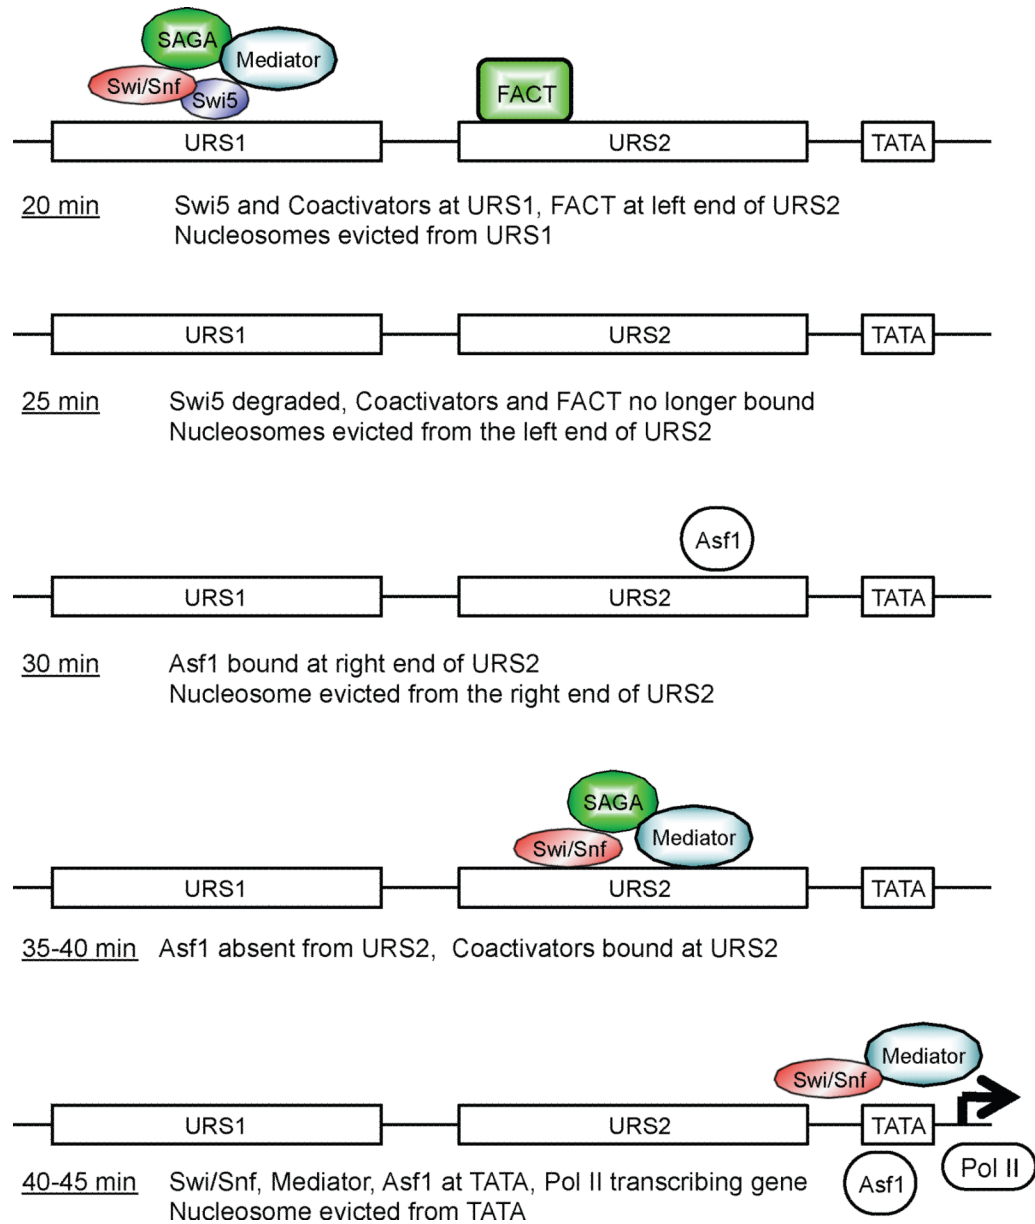 SAGA
Mediator
Swi/Snf
Swi5
FACT
URS1 URS2 TATA
20 min Swi5 and Coactivators at URS1, FACT at left end of URS2
Nucleosomes evicted from URS1
URS1 URS2 TATA
25 min Swi5 degraded, Coactivators and FACT no longer bound
Nucleosomes evicted from the left end of URS2
Asf1
URS1 URS2 TATA
30 min Asf1 bound at right end of URS2
Nucleosome evicted from the right end of URS2
SAGA
Mediator
Swi/Snf
URS1 URS2 TATA
35-40 min Asf1 absent from URS2, Coactivators bound at URS2
Mediator
Swi/Snf
URS1 URS2 TATA
Asf1
Pol II
40-45 min Swi/Snf, Mediator, Asf1 at TATA, Pol II transcribing gene
Nucleosome evicted from TATA